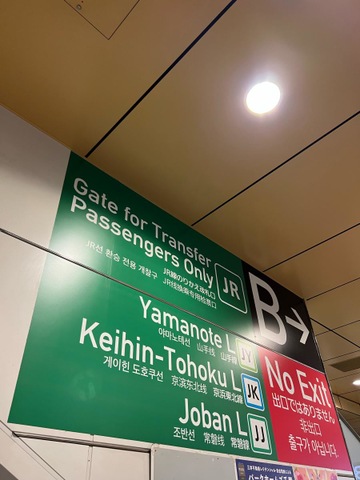 Gate for Transfer
Passengers Only
JR線のりかえ改札口
JR선 환승 전용 개찰구 JR线换乘专用检票口
JR
B→
Yamanote L
야마노테선 山手线 山手線
JY
Keihin-Tohoku L
게이힌 도호쿠선 京滨东北线 京浜東北線
JK
Joban L
조반선 常磐线 常磐線
JJ
No Exit
出口ではありません
非出口
출구가 아닙니다.